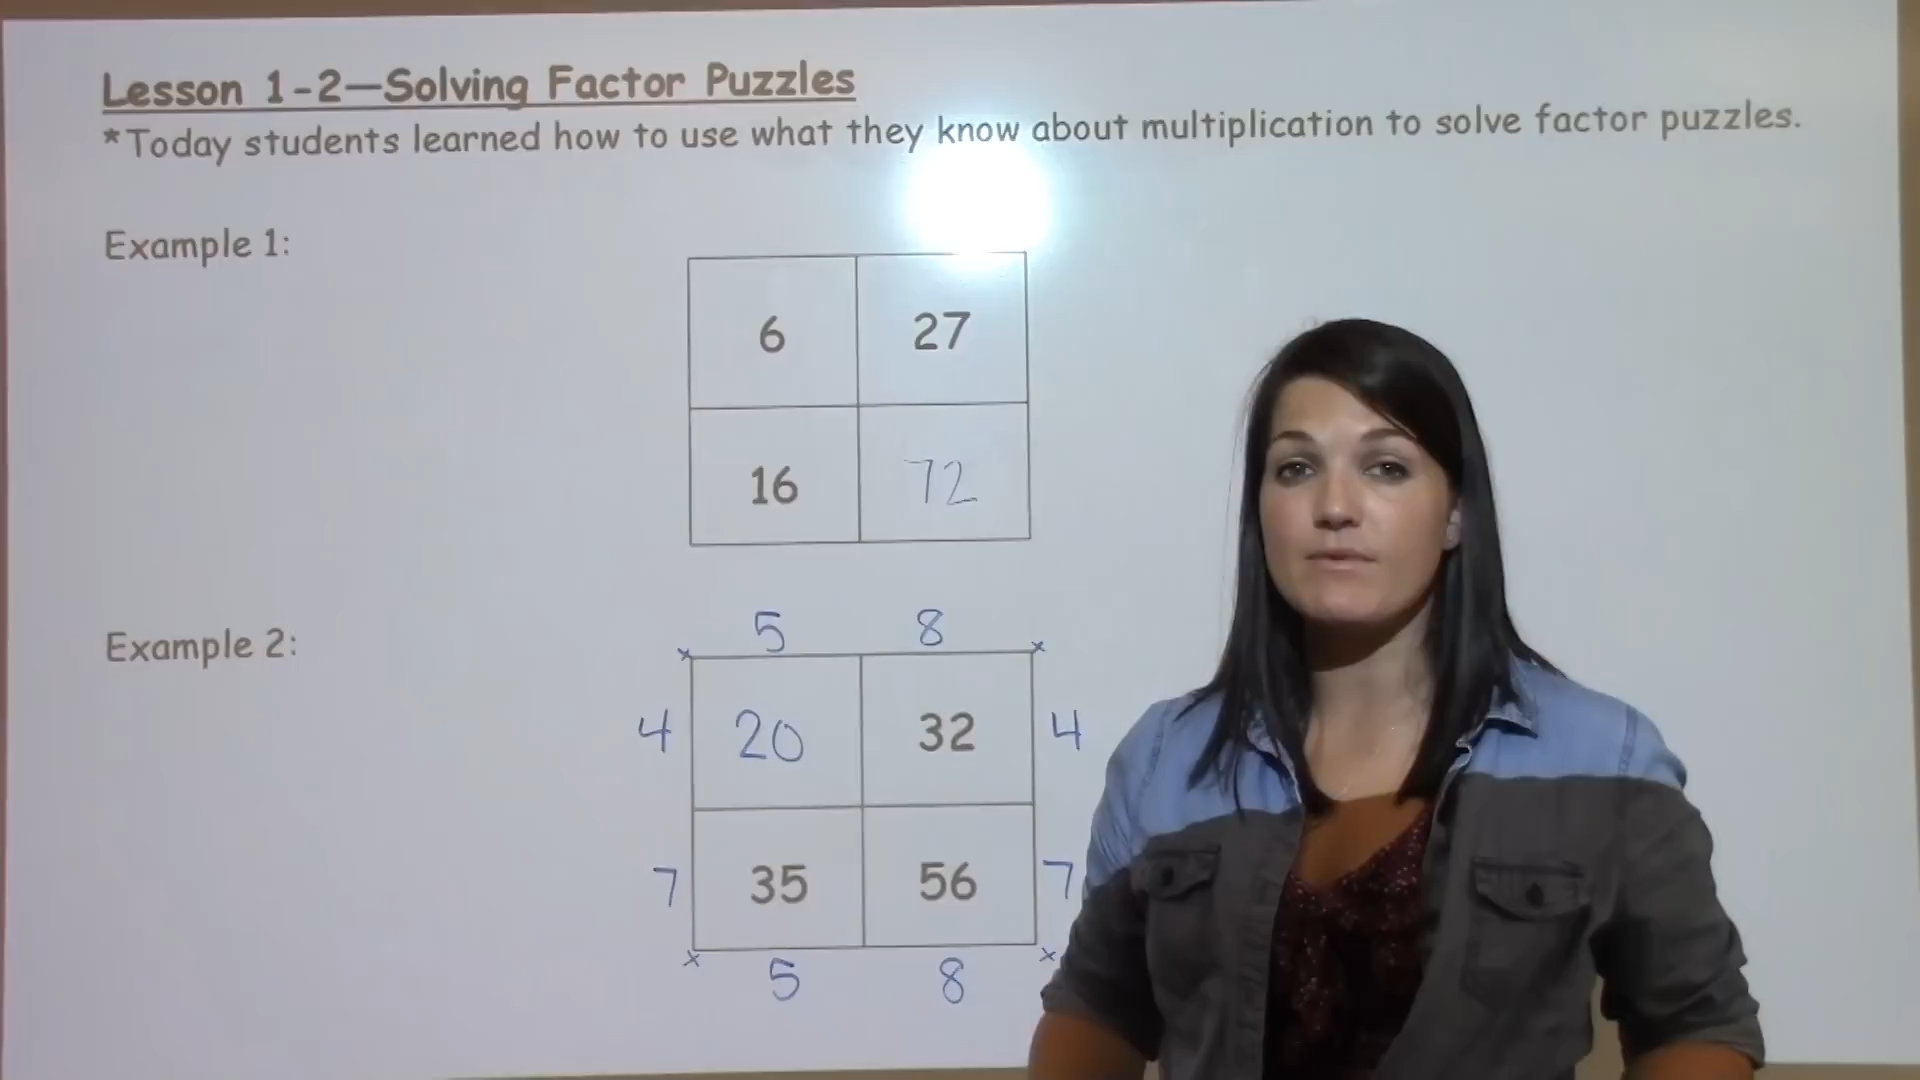 Lesson 1-2—Solving Factor Puzzles
*Today students learned how to use what they know about multiplication to solve factor puzzles.
Example 1:
6 27
16 72
Example 2:
5 8
x x
4 20 32 4
7 35 56 7
x x
5 8